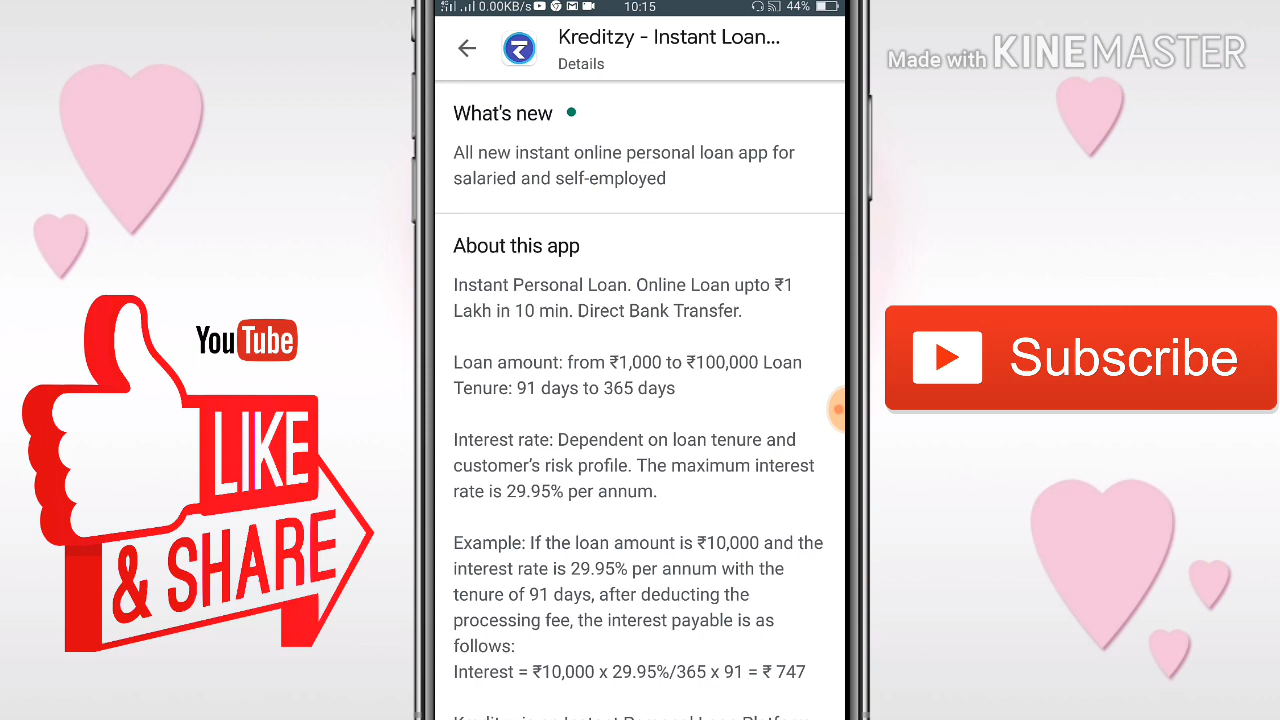 0.00KB/s 10:15 44%
Made with KINEMASTER
Kreditzy - Instant Loan...
Details
What's new
All new instant online personal loan app for
salaried and self-employed
About this app
Instant Personal Loan. Online Loan upto ₹1
Lakh in 10 min. Direct Bank Transfer.
Loan amount: from ₹1,000 to ₹100,000 Loan
Tenure: 91 days to 365 days
Interest rate: Dependent on loan tenure and
customer's risk profile. The maximum interest
rate is 29.95% per annum.
Example: If the loan amount is ₹10,000 and the
interest rate is 29.95% per annum with the
tenure of 91 days, after deducting the
processing fee, the interest payable is as
follows:
Interest = ₹10,000 x 29.95%/365 x 91 = ₹ 747
YouTube
LIKE
& SHARE
Subscribe